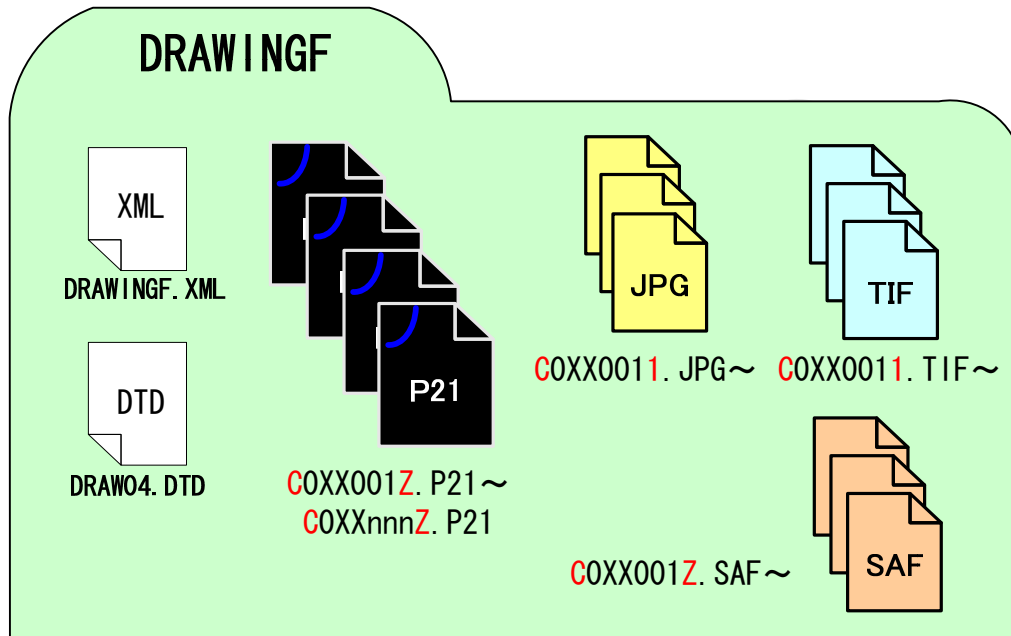 DRAWINGF
XML
DRAWINGF.XML
DTD
DRAW04.DTD
P21
C0XX001Z.P21～
C0XXnnnZ.P21
JPG
C0XX0011.JPG～
TIF
C0XX0011.TIF～
SAF
C0XX001Z.SAF～